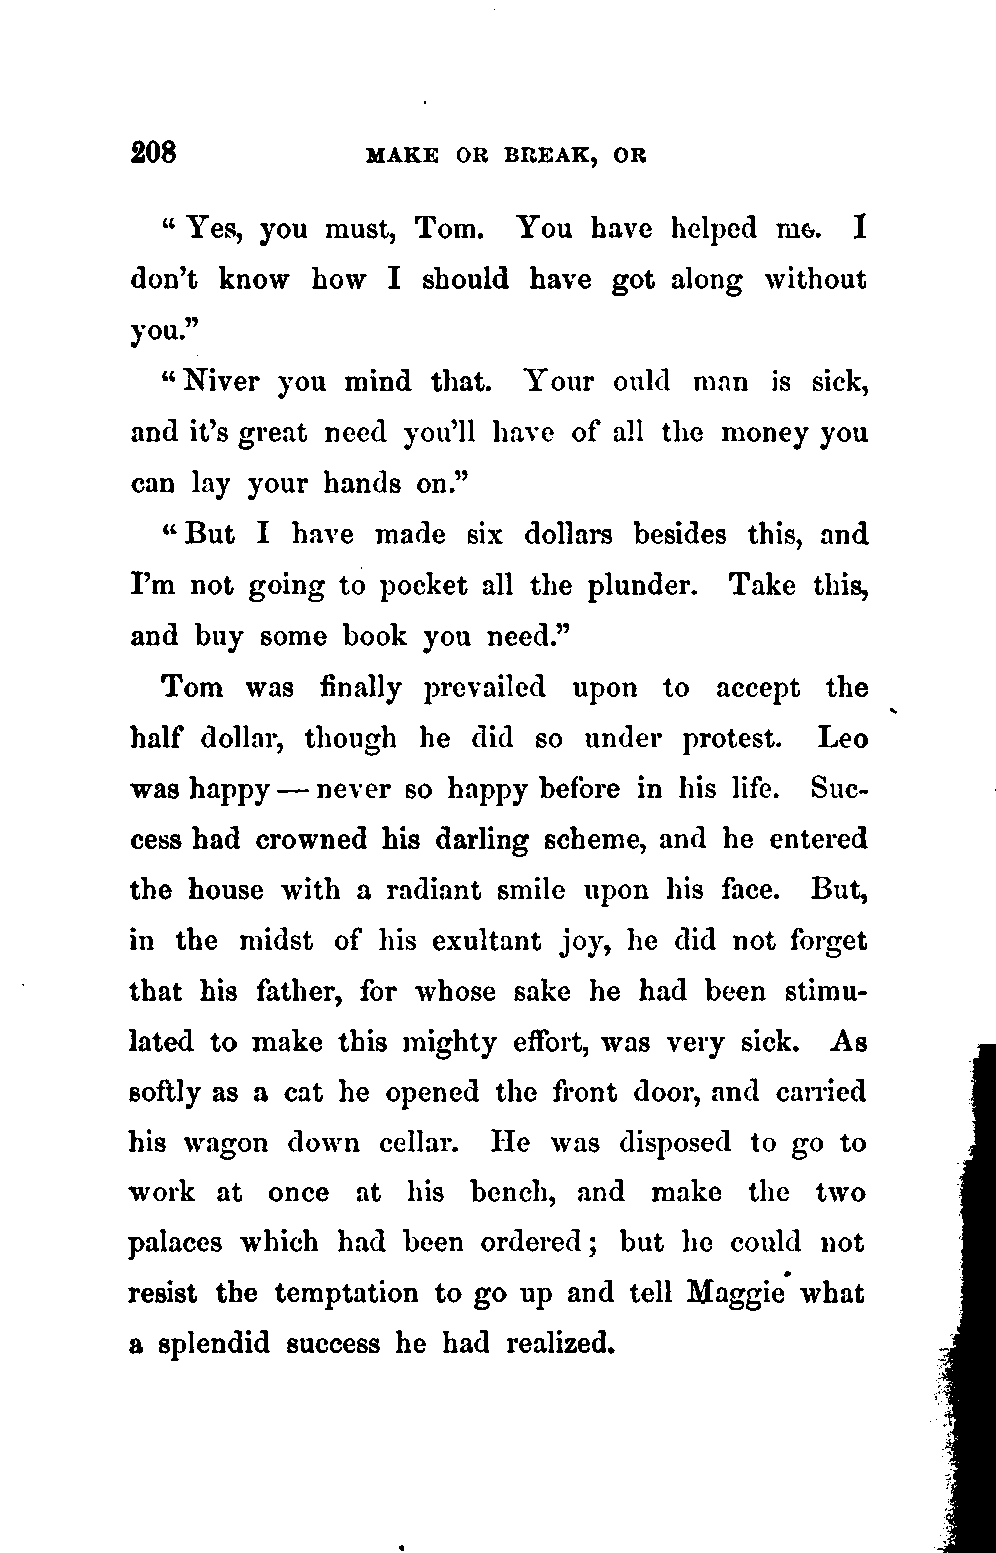 208 MAKE OR BREAK, OR
“Yes, you must, Tom. You have helped me. I
don’t know how I should have got along without
you.”
“Niver you mind that. Your ould man is sick,
and it’s great need you’ll have of all the money you
can lay your hands on.”
“But I have made six dollars besides this, and
I’m not going to pocket all the plunder. Take this,
and buy some book you need.”
Tom was finally prevailed upon to accept the
half dollar, though he did so under protest. Leo
was happy — never so happy before in his life. Suc-
cess had crowned his darling scheme, and he entered
the house with a radiant smile upon his face. But,
in the midst of his exultant joy, he did not forget
that his father, for whose sake he had been stimu-
lated to make this mighty effort, was very sick. As
softly as a cat he opened the front door, and carried
his wagon down cellar. He was disposed to go to
work at once at his bench, and make the two
palaces which had been ordered; but he could not
resist the temptation to go up and tell Maggie what
a splendid success he had realized.